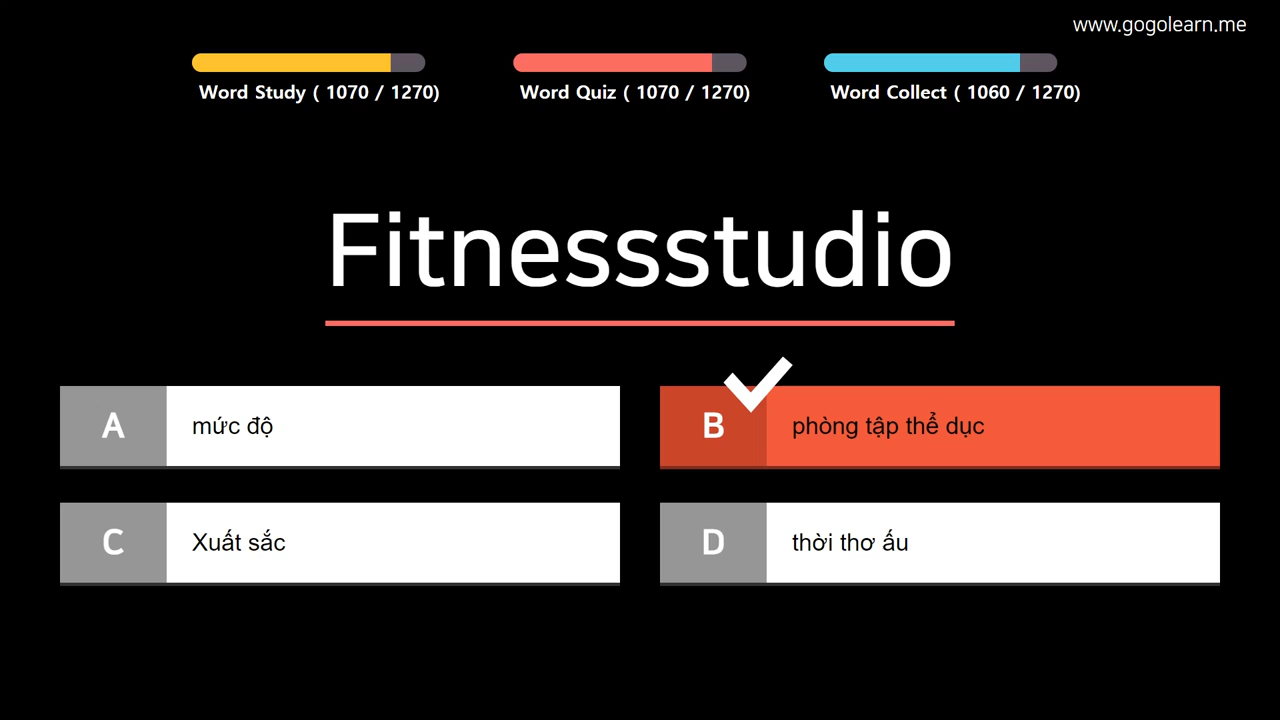 www.gogolearn.me
Word Study ( 1070 / 1270)
Word Quiz ( 1070 / 1270)
Word Collect ( 1060 / 1270)
Fitnessstudio
A mức độ
B phòng tập thể dục
C Xuất sắc
D thời thơ ấu